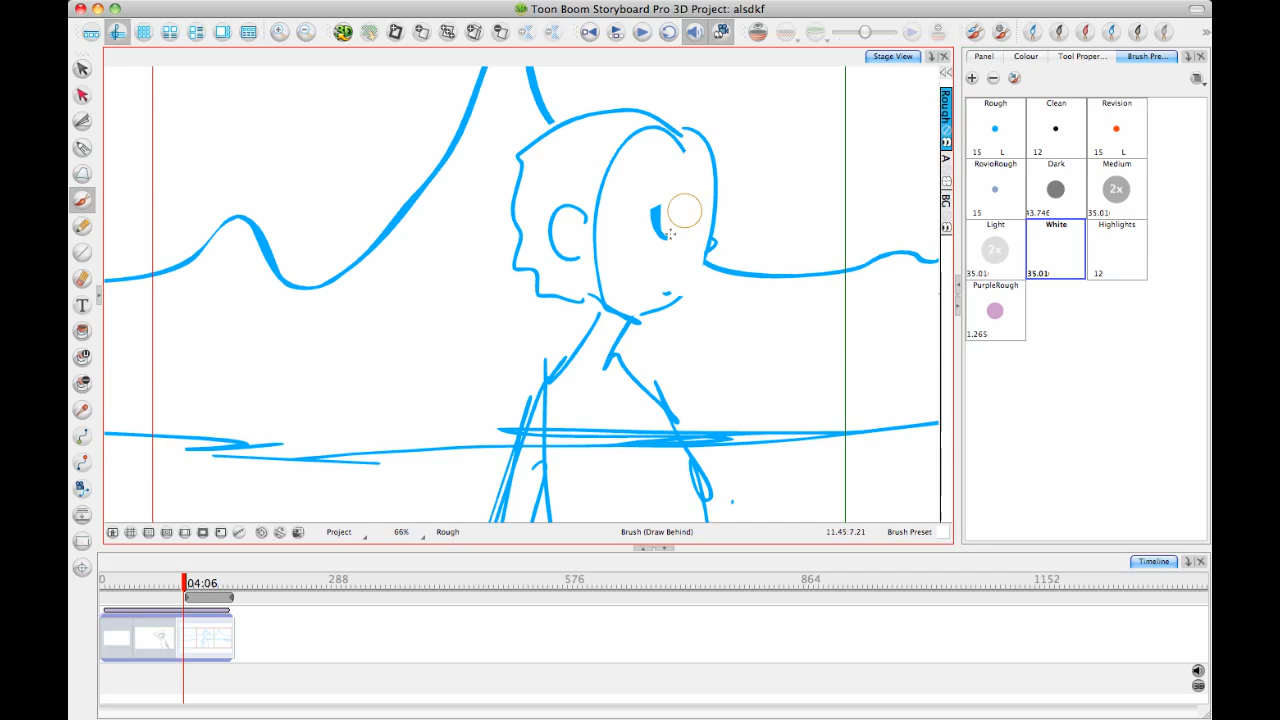 Toon Boom Storyboard Pro 3D Project: alsdkf
Stage View
Panel
Colour
Tool Proper...
Brush Pre...
Rough
A
BG
Rough
Clean
Revision
15 L
12
15 L
RovioRough
Dark
Medium
2x
15
43.746
35.01
Light
White
Highlights
2x
35.01
35.01
12
PurpleRough
1.265
T
Project
66%
Rough
Brush (Draw Behind)
11.45:7.21
Brush Preset
Timeline
0
04:06
288
576
864
1152